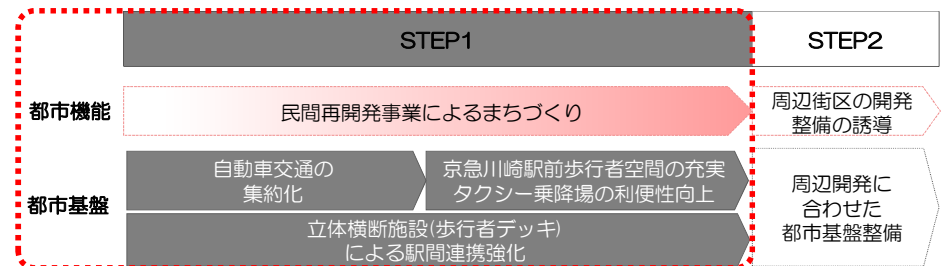 STEP1
STEP2
都市機能
民間再開発事業によるまちづくり
周辺街区の開発
整備の誘導
都市基盤
自動車交通の
集約化
京急川崎駅前歩行者空間の充実
タクシー乗降場の利便性向上
立体横断施設(歩行者デッキ)
による駅間連携強化
周辺開発に
合わせた
都市基盤整備